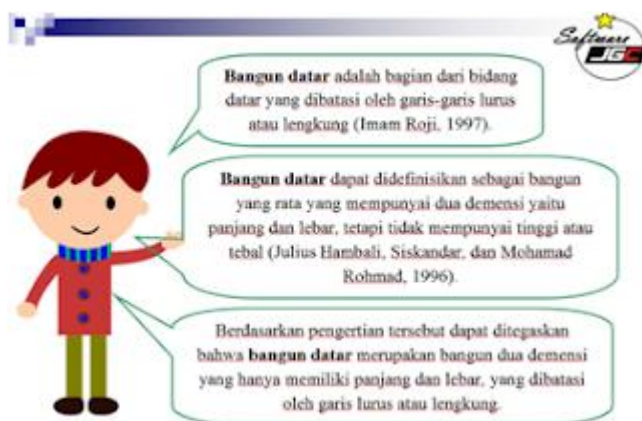 Software
JGC
Bangun datar adalah bagian dari bidang
datar yang dibatasi oleh garis-garis lurus
atau lengkung (Imam Roji, 1997).
Bangun datar dapat didefinisikan sebagai bangun
yang rata yang mempunyai dua demensi yaitu
panjang dan lebar, tetapi tidak mempunyai tinggi atau
tebal (Julius Hambali, Siskandar, dan Mohamad
Rohmad, 1996).
Berdasarkan pengertian tersebut dapat ditegaskan
bahwa bangun datar merupakan bangun dua demensi
yang hanya memiliki panjang dan lebar, yang dibatasi
oleh garis lurus atau lengkung.